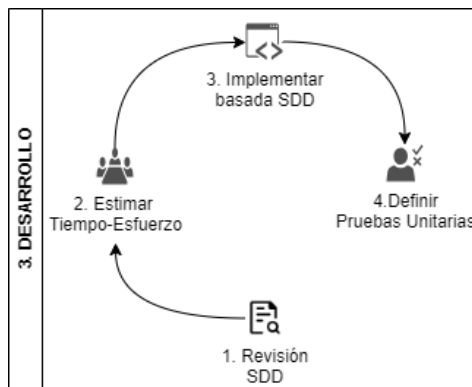 3. DESARROLLO
3. Implementar
basada SDD
2. Estimar
Tiempo-Esfuerzo
4.Definir
Pruebas Unitarias
1. Revisión
SDD